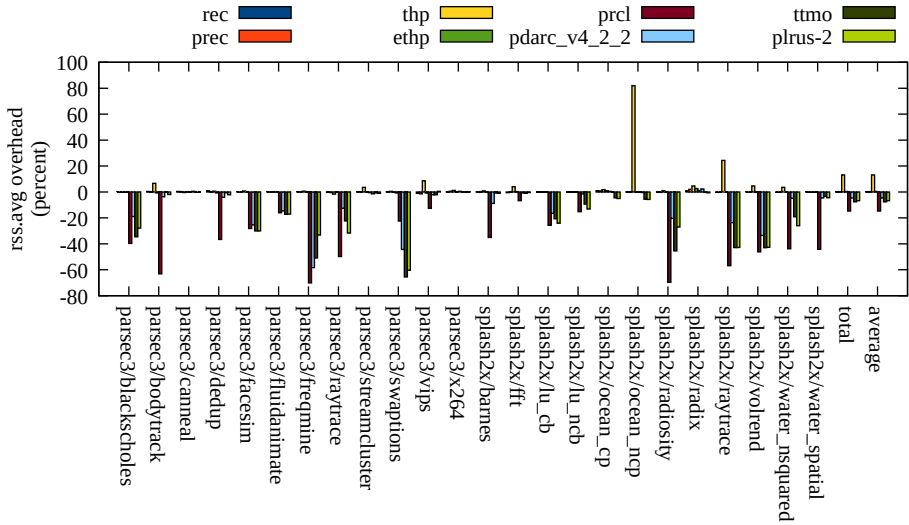 rec thp prcl ttmo
prec ethp pdarc_v4_2_2 plrus-2
rss.avg overhead
(percent)
100
80
60
40
20
0
-20
-40
-60
-80
parsec3/blackscholes
parsec3/bodytrack
parsec3/canneal
parsec3/dedup
parsec3/facesim
parsec3/fluidanimate
parsec3/freqmine
parsec3/raytrace
parsec3/streamcluster
parsec3/swaptions
parsec3/vips
parsec3/x264
splash2x/barnes
splash2x/fft
splash2x/lu_cb
splash2x/lu_ncb
splash2x/ocean_cp
splash2x/ocean_ncp
splash2x/radiosity
splash2x/radix
splash2x/raytrace
splash2x/volrend
splash2x/water_nsquared
splash2x/water_spatial
total
average